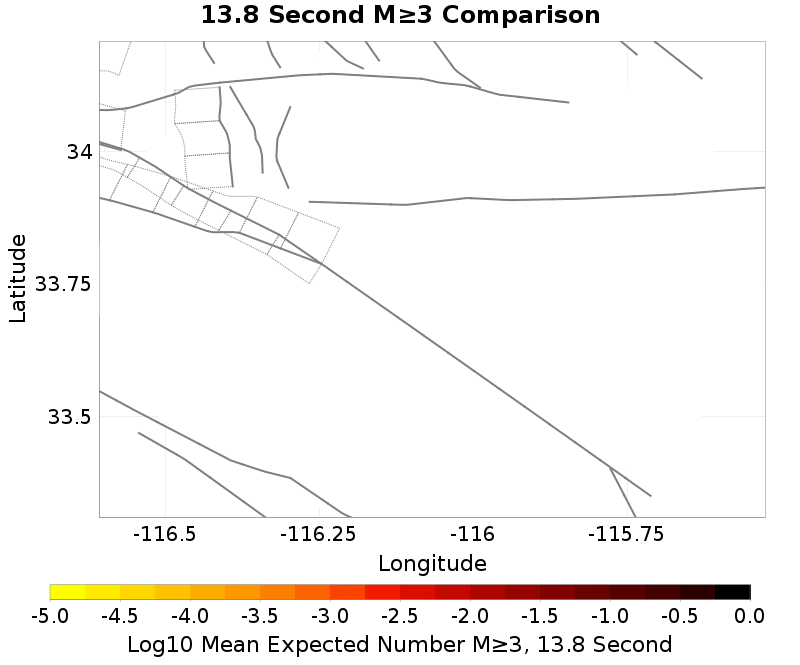 13.8 Second M≥3 Comparison
34
33.75
33.5
Latitude
-116.5 -116.25 -116 -115.75
Longitude
-5.0 -4.5 -4.0 -3.5 -3.0 -2.5 -2.0 -1.5 -1.0 -0.5 0.0
Log10 Mean Expected Number M≥3, 13.8 Second